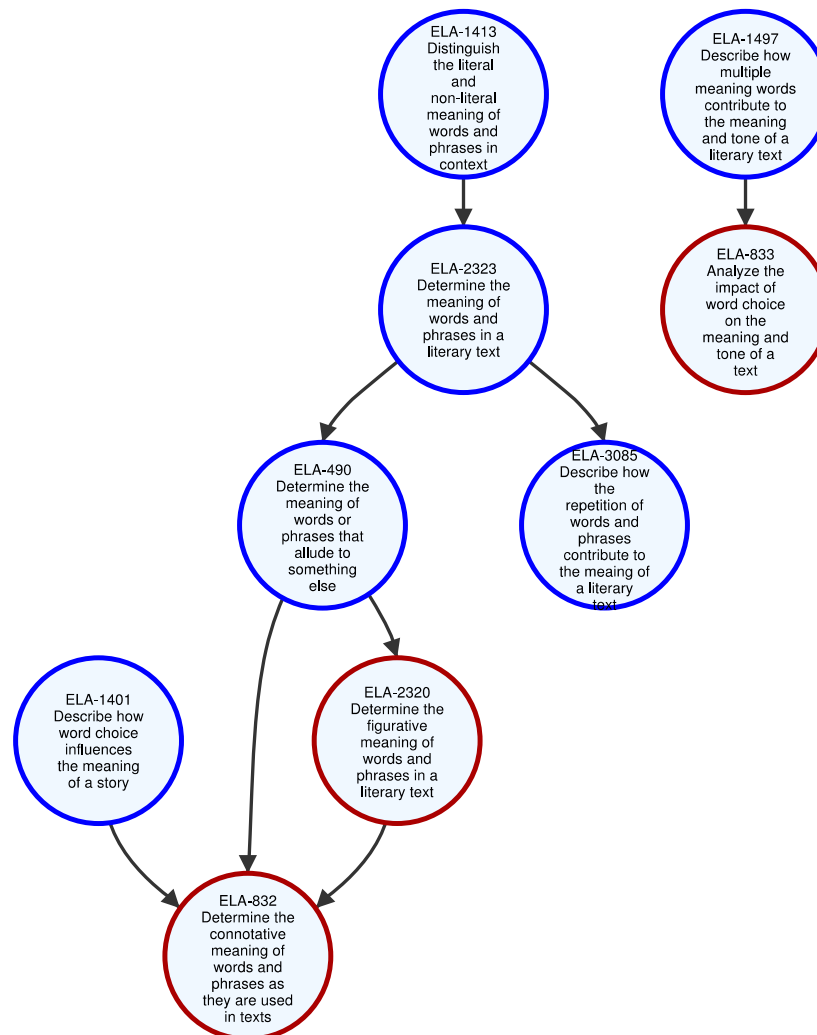 ELA-1413
Distinguish
the literal
and
non-literal
meaning of
words and
phrases in
context
ELA-1497
Describe how
multiple
meaning words
contribute to
the meaning
and tone of a
literary text
ELA-2323
Determine the
meaning of
words and
phrases in a
literary text
ELA-833
Analyze the
impact of
word choice
on the
meaning and
tone of a
text
ELA-490
Determine the
meaning of
words or
phrases that
allude to
something
else
ELA-3085
Describe how
the
repetition of
words and
phrases
contribute to
the meaing of
a literary
text
ELA-1401
Describe how
word choice
influences
the meaning
of a story
ELA-2320
Determine the
figurative
meaning of
words and
phrases in a
literary text
ELA-832
Determine the
connotative
meaning of
words and
phrases as
they are used
in texts